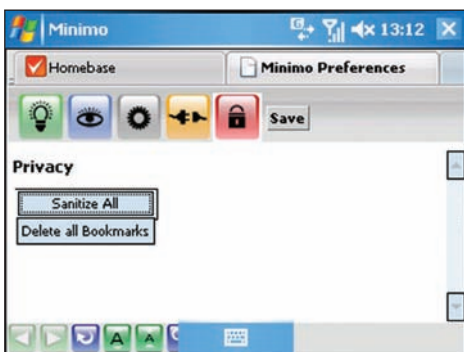 Minimo 13:12
Homebase Minimo Preferences
Save
Privacy
Sanitize All
Delete all Bookmarks
A A